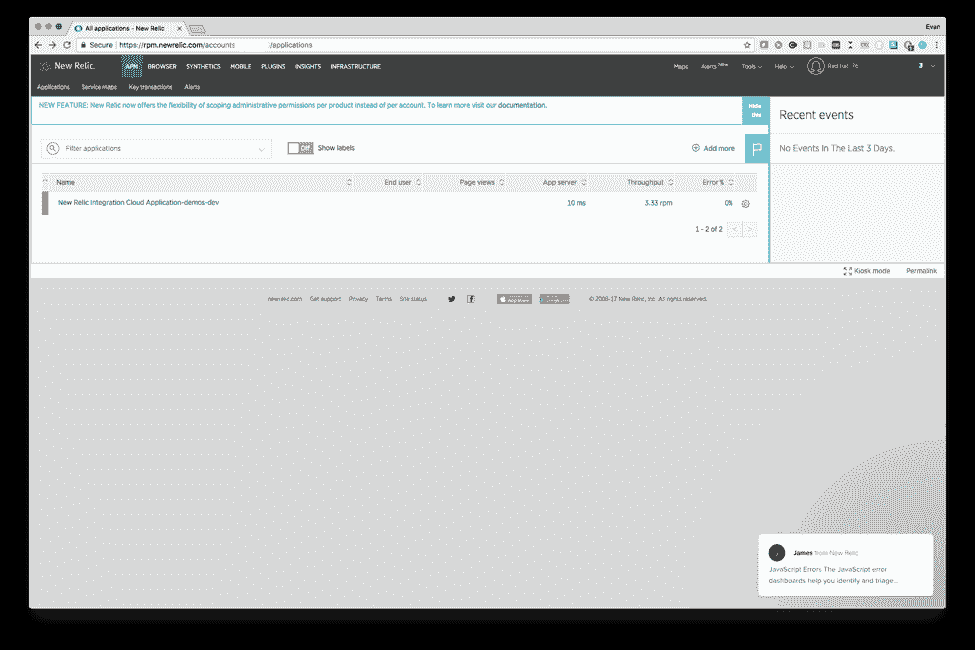 All applications - New Relic
Evan
Secure https://rpm.newrelic.com/accounts /applications
New Relic. APM BROWSER SYNTHETICS MOBILE PLUGINS INSIGHTS INFRASTRUCTURE Maps Alerts New Tools Help Red Hat 3
Applications Service Maps Key transactions Alerts
NEW FEATURE: New Relic now offers the flexibility of scoping administrative permissions per product instead of per account. To learn more visit our documentation.
Hide this
Recent events
Filter applications Off Show labels Add more No Events In The Last 3 Days.
Name End user Page views App server Throughput Error %
New Relic Integration Cloud Application-demos-dev 10 ms 3.33 rpm 0%
1 - 2 of 2 < >
Kiosk mode Permalink
newrelic.com Get support Privacy Terms Site status App Store © 2008-17 New Relic, Inc. All rights reserved.
James from New Relic
JavaScript Errors The JavaScript error
dashboards help you identify and triage...